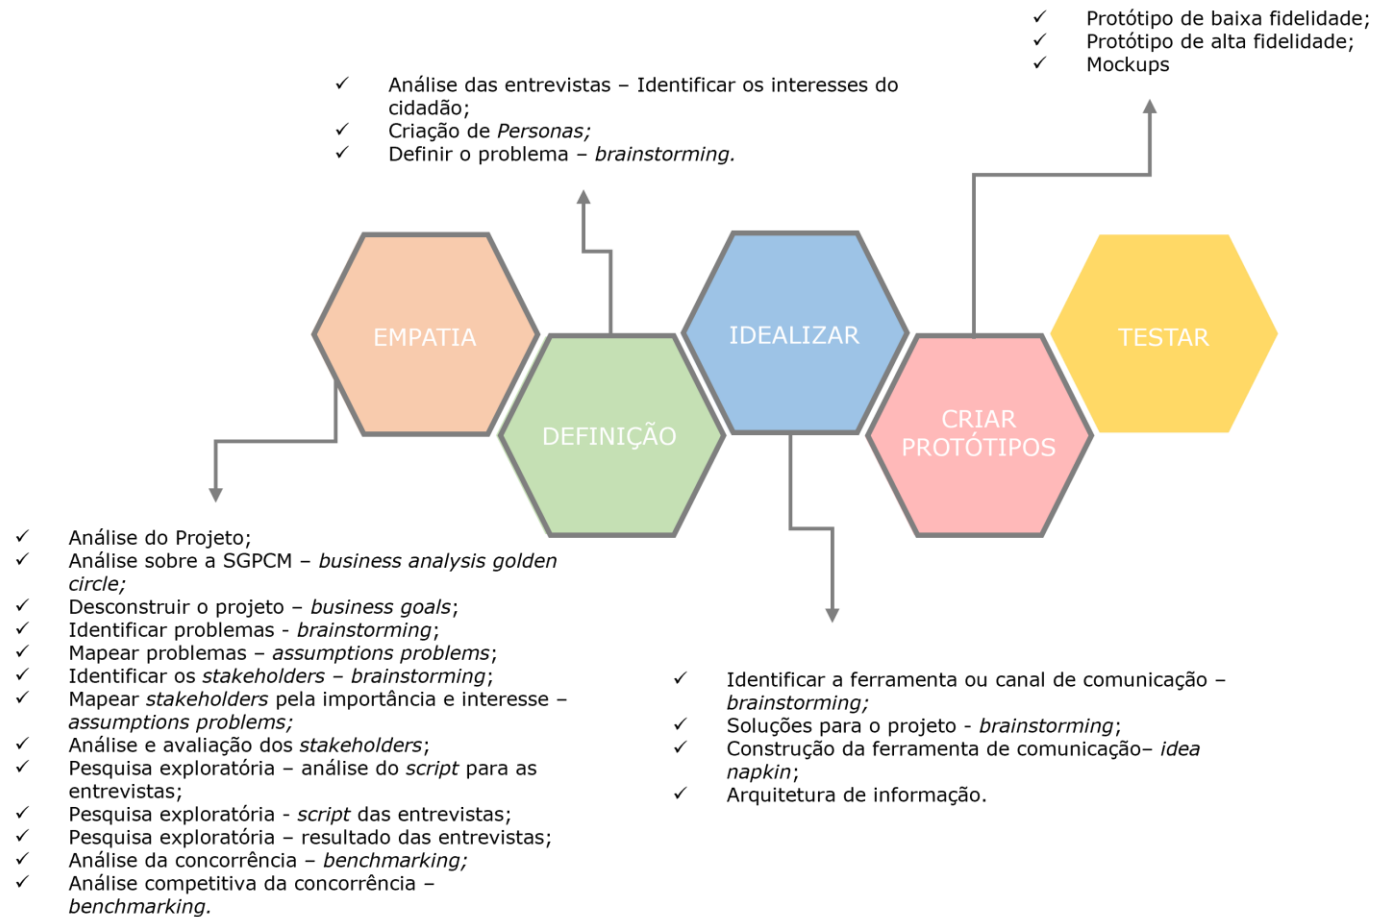 ✓ Protótipo de baixa fidelidade;
✓ Protótipo de alta fidelidade;
✓ Mockups
✓ Análise das entrevistas – Identificar os interesses do
cidadão;
✓ Criação de Personas;
✓ Definir o problema – brainstorming.
EMPATIA
DEFINIÇÃO
IDEALIZAR
CRIAR
PROTÓTIPOS
TESTAR
✓ Análise do Projeto;
✓ Análise sobre a SGPCM – business analysis golden
circle;
✓ Desconstruir o projeto – business goals;
✓ Identificar problemas - brainstorming;
✓ Mapear problemas – assumptions problems;
✓ Identificar os stakeholders – brainstorming;
✓ Mapear stakeholders pela importância e interesse –
assumptions problems;
✓ Análise e avaliação dos stakeholders;
✓ Pesquisa exploratória – análise do script para as
entrevistas;
✓ Pesquisa exploratória - script das entrevistas;
✓ Pesquisa exploratória – resultado das entrevistas;
✓ Análise da concorrência – benchmarking;
✓ Análise competitiva da concorrência –
benchmarking.
✓ Identificar a ferramenta ou canal de comunicação –
brainstorming;
✓ Soluções para o projeto - brainstorming;
✓ Construção da ferramenta de comunicação– idea
napkin;
✓ Arquitetura de informação.